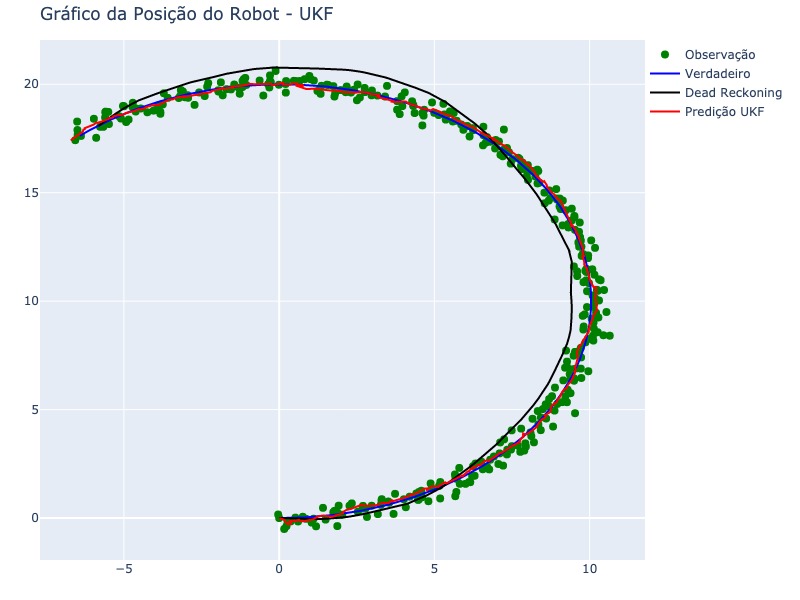 Gráfico da Posição do Robot - UKF
Observação
Verdadeiro
Dead Reckoning
Predição UKF
20
15
10
5
0
−5
0
5
10